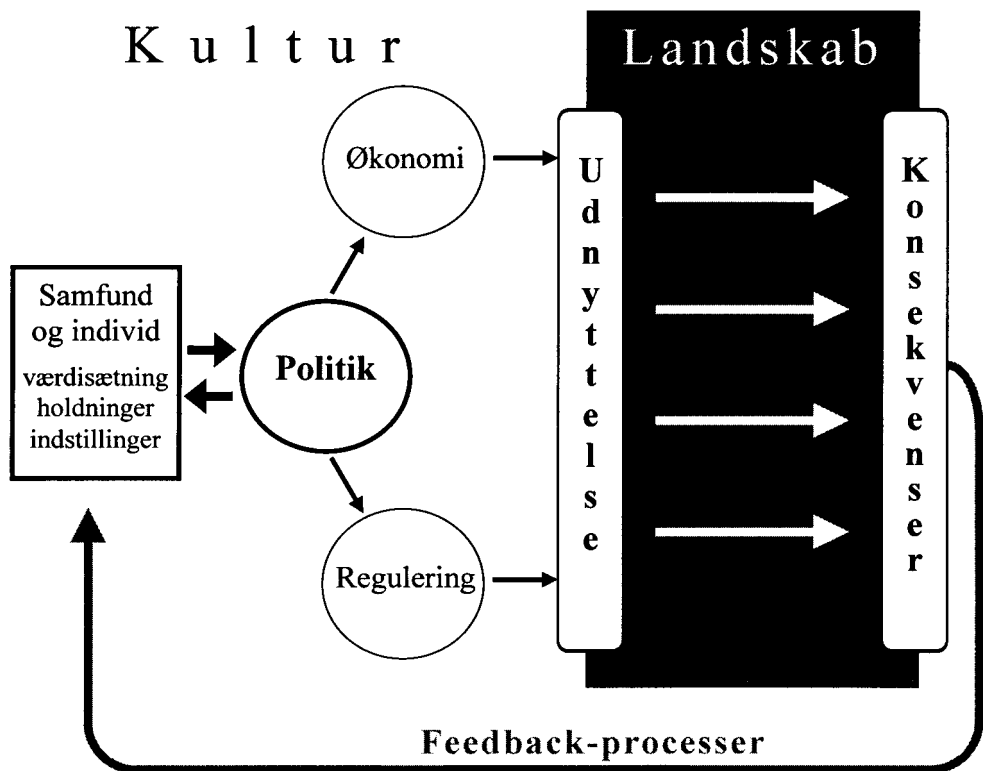 Kultur
Landskab
Økonomi
Samfund
og individ
værdisætning
holdninger
indstillinger
Politik
Regulering
Udnyttelse
Konsekvenser
Feedback-processer